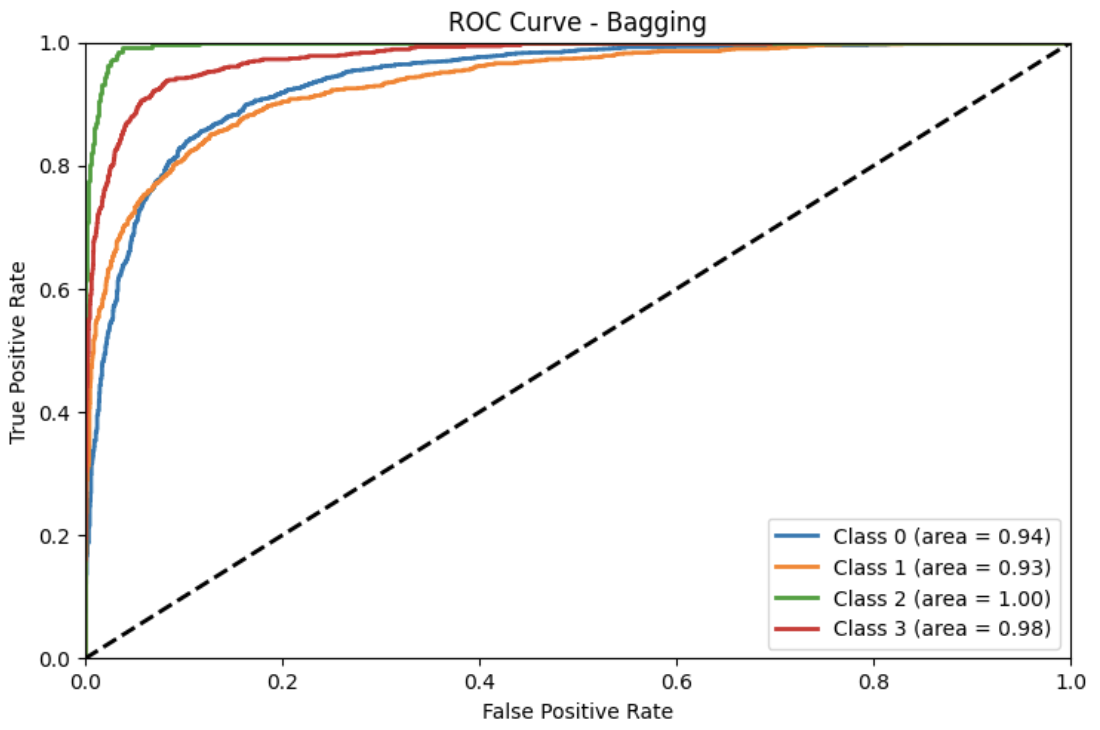 ROC Curve - Bagging
1.0
0.8
0.6
0.4
0.2
0.0
True Positive Rate
Class 0 (area = 0.94)
Class 1 (area = 0.93)
Class 2 (area = 1.00)
Class 3 (area = 0.98)
0.0 0.2 0.4 0.6 0.8 1.0
False Positive Rate